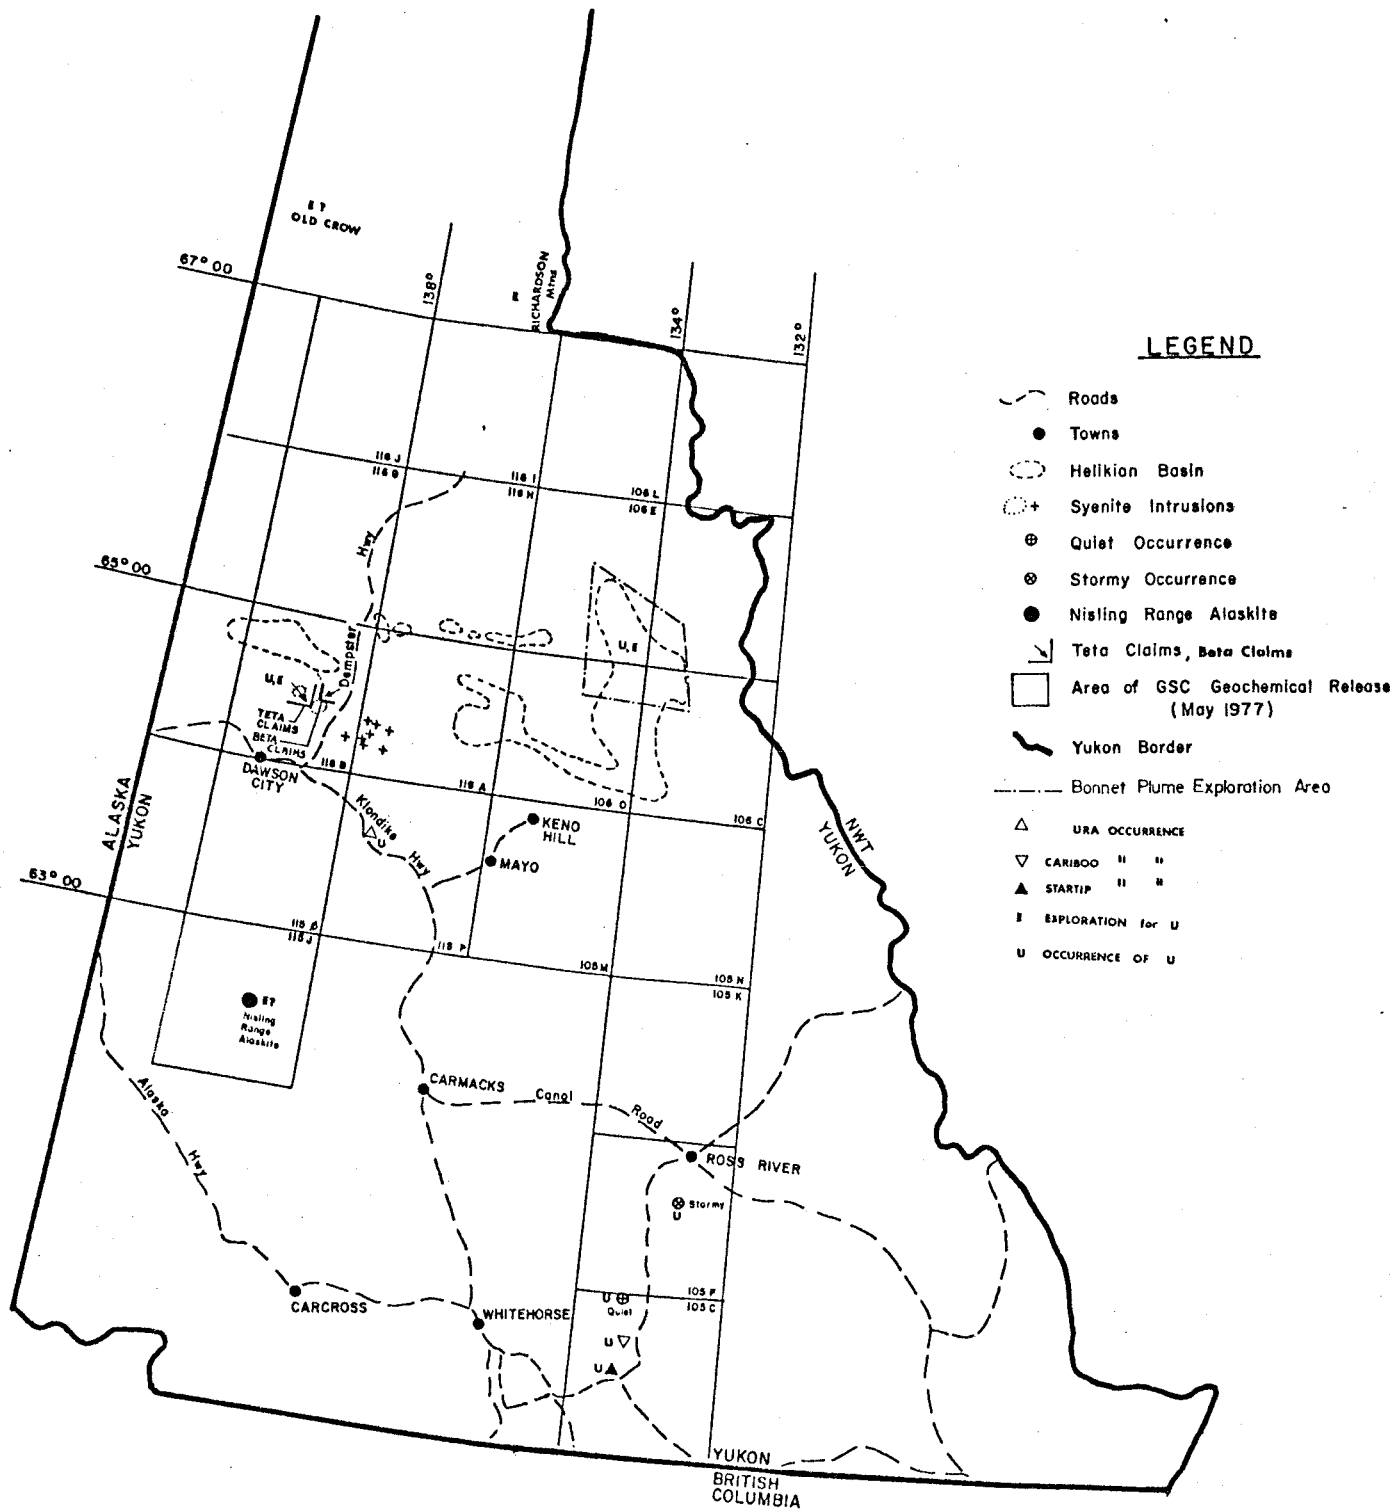 E ?
OLD CROW
67° 00
138°
E
RICHARDSON
Mtns
134°
132°
LEGEND
Roads
Towns
Helikian Basin
Syenite Intrusions
Quiet Occurrence
Stormy Occurrence
Nisling Range Alaskite
Teta Claims, Beta Claims
Area of GSC Geochemical Release
(May 1977)
Yukon Border
Bonnet Plume Exploration Area
URA OCCURRENCE
CARIBOO " "
STARTIP " "
E EXPLORATION for U
U OCCURRENCE OF U
116 J
116 G
116 I
116 H
106 L
106 E
Hwy
65° 00
Dempster
U,E
U,E
TETA
CLAIMS
BETA
CLAIMS
DAWSON
CITY
116 B
116 A
106 D
106 C
ALASKA
YUKON
Klondike
U
Hwy
KENO
HILL
MAYO
NWT
YUKON
63° 00
115 O
115 J
115 P
105 M
105 N
105 K
E?
Nisling
Range
Alaskite
CARMACKS
Canol
Road
Alaska
Hwy
ROSS RIVER
Stormy
U
105 F
105 C
U
Quiet
U
U
CARCROSS
WHITEHORSE
YUKON
BRITISH
COLUMBIA